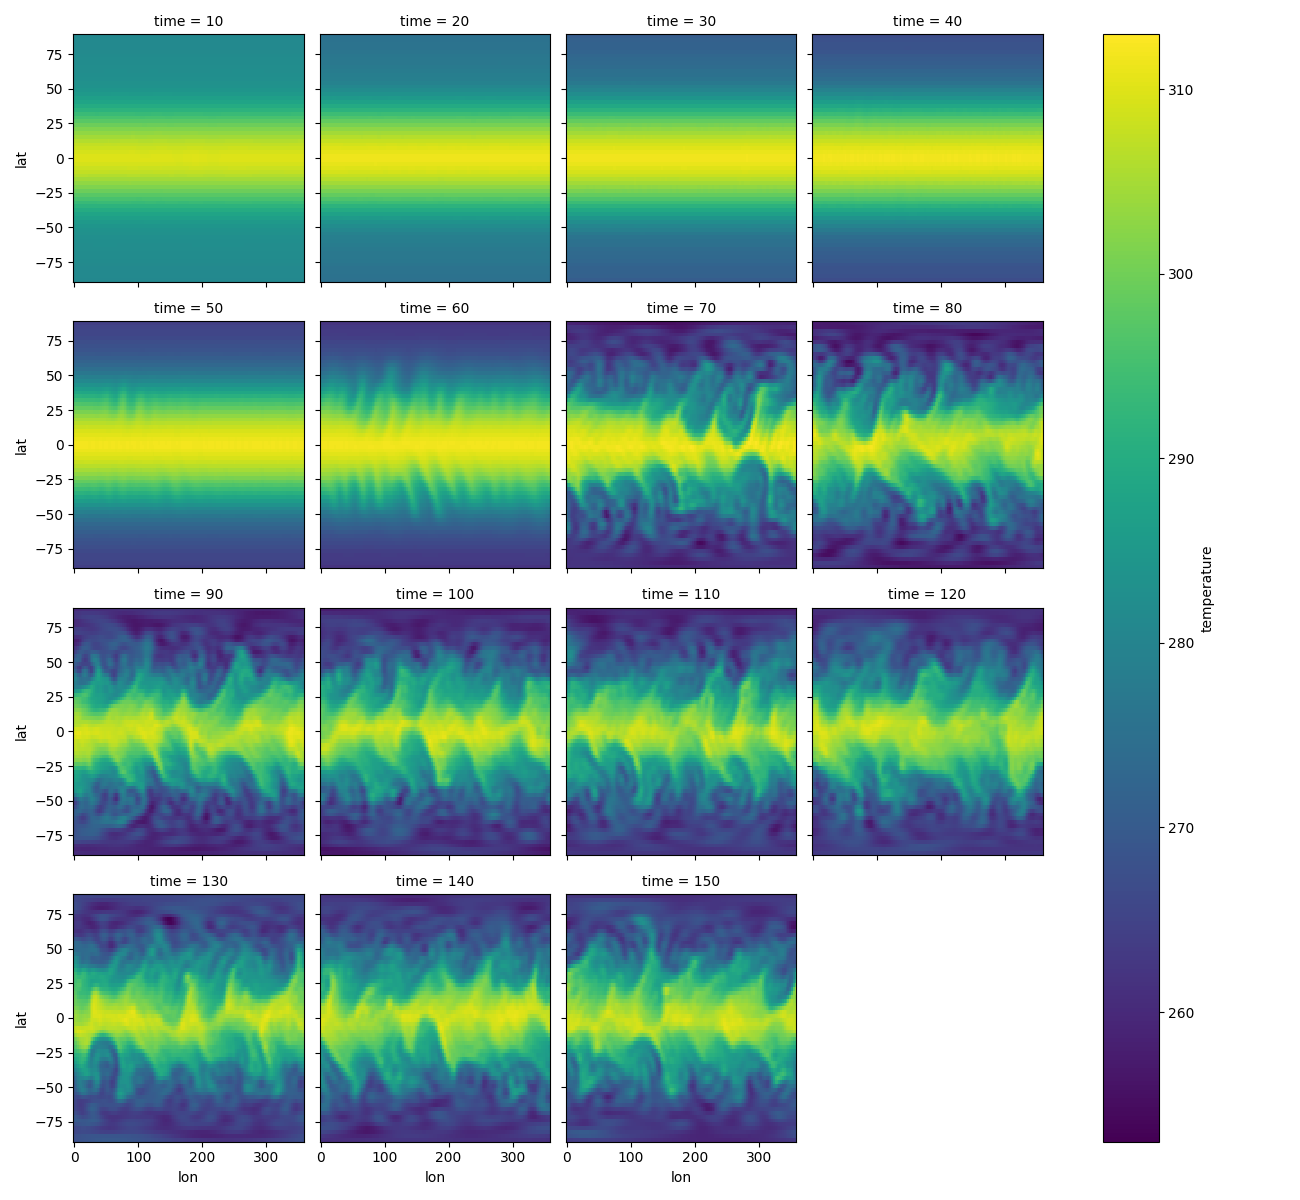 time = 10
time = 20
time = 30
time = 40
75
50
25
0
−25
−50
−75
lat
time = 50
time = 60
time = 70
time = 80
75
50
25
0
−25
−50
−75
lat
time = 90
time = 100
time = 110
time = 120
75
50
25
0
−25
−50
−75
lat
time = 130
time = 140
time = 150
75
50
25
0
−25
−50
−75
lat
0 100 200 300
0 100 200 300
0 100 200 300
lon
lon
lon
310
300
290
280
270
260
temperature